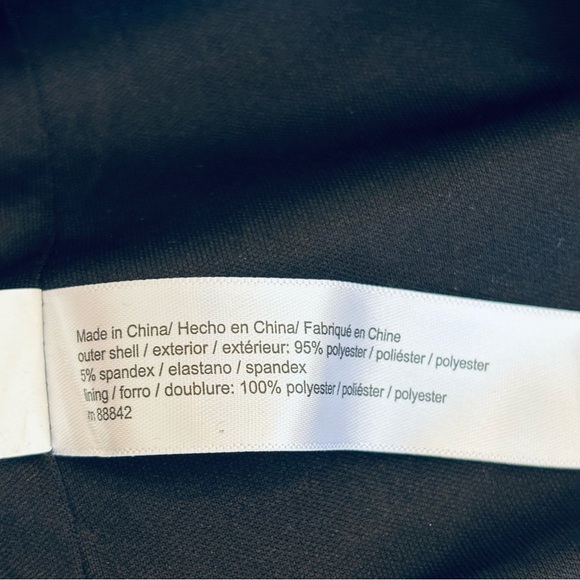 Made in China/ Hecho en China/ Fabriqué en Chine
outer shell / exterior / extérieur: 95% polyester / poliéster / polyester
5% spandex / elastano / spandex
lining / forro / doublure: 100% polyester / poliéster / polyester
88842